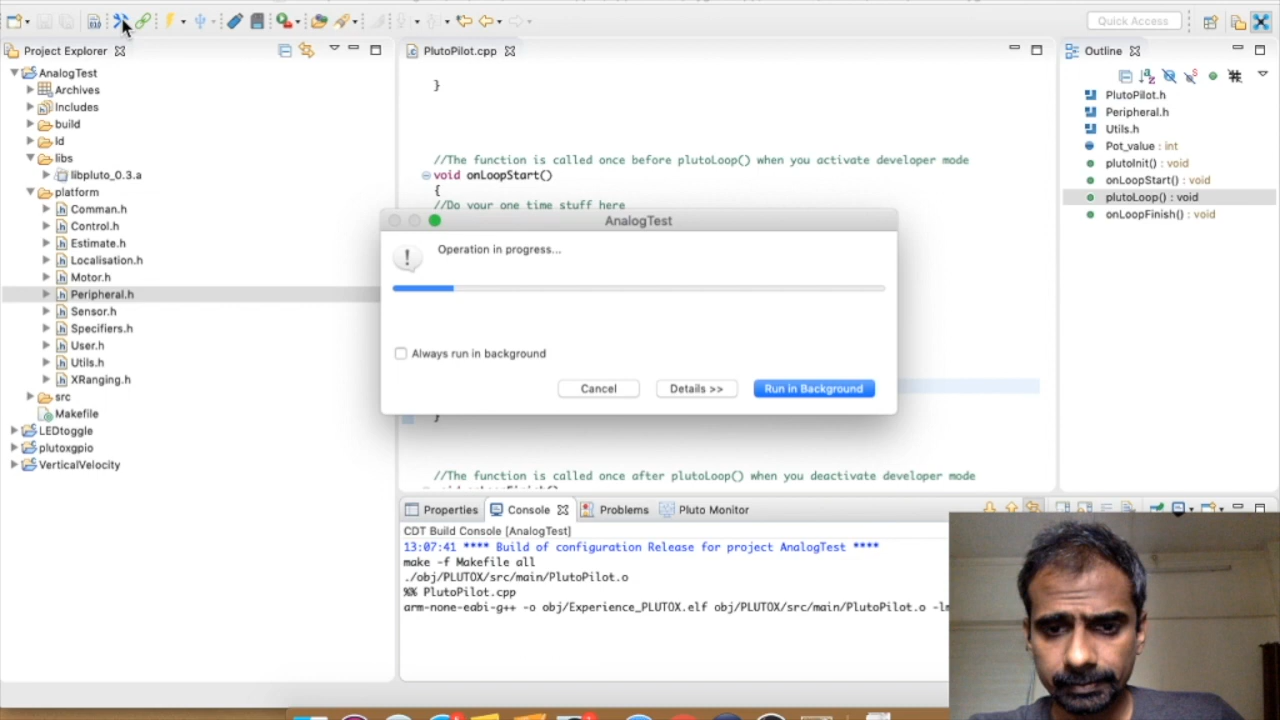 Quick Access
Project Explorer
AnalogTest
Archives
Includes
build
ld
libs
libpluto_0.3.a
platform
Comman.h
Control.h
Estimate.h
Localisation.h
Motor.h
Peripheral.h
Sensor.h
Specifiers.h
User.h
Utils.h
XRanging.h
src
Makefile
LEDtoggle
plutoxgpio
VerticalVelocity
PlutoPilot.cpp
}
//The function is called once before plutoLoop() when you activate developer mode
void onLoopStart()
{
//Do your one time stuff here
AnalogTest
Operation in progress...
Always run in background
Cancel
Details >>
Run in Background
}
//The function is called once after plutoLoop() when you deactivate developer mode
Outline
PlutoPilot.h
Peripheral.h
Utils.h
Pot_value : int
plutoInit() : void
onLoopStart() : void
plutoLoop() : void
onLoopFinish() : void
Properties
Console
Problems
Pluto Monitor
CDT Build Console [AnalogTest]
13:07:41 **** Build of configuration Release for project AnalogTest ****
make -f Makefile all
./obj/PLUTOX/src/main/PlutoPilot.o
%% PlutoPilot.cpp
arm-none-eabi-g++ -o obj/Experience_PLUTOX.elf obj/PLUTOX/src/main/PlutoPilot.o